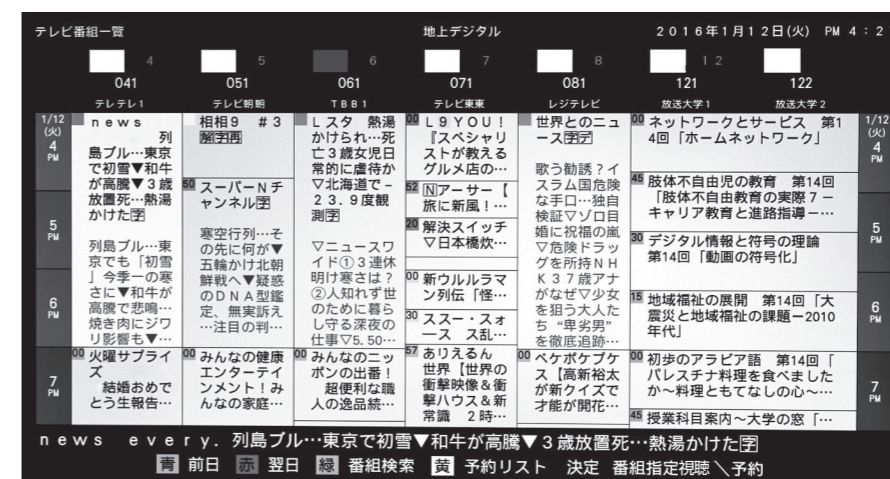 テレビ番組一覧 地上デジタル 2016年1月12日(火) PM 4:2
4 5 6 7 8 12
041 051 061 071 081 121 122
テレテレ1 テレビ朝朝 TBB1 テレビ東東 レジテレビ 放送大学1 放送大学2
1/12
(火)
4
PM
5
PM
6
PM
7
PM
news
列
島ブル…東京
で初雪▼和牛
が高騰▼3歳
放置死…熱湯
かけた字
列島ブル…東
京でも「初雪
」今季一の寒
さに▼和牛が
高騰で悲鳴…
焼き肉にジワ
リ影響も▼…
00 火曜サプライ
ズ
結婚おめで
とう生報告…
相相9 #3
解字再
50 スーパーNチ
ャンネル字
寒空行列…そ
の先に何が▼
五輪かけ北朝
鮮戦へ▼疑惑
のDNA型鑑
定、無実訴え
…注目の判…
00 みんなの健康
エンターテイ
ンメント!み
んなの家庭…
Lスタ 熱湯
かけられ…死
亡3歳女児日
常的に虐待か
▽北海道で−
23.9度観
測字
▽ニュースワ
イド①3連休
明け寒さは?
②人知れず世
のために暮ら
し守る深夜の
仕事▽5.50…
00 みんなのニッ
ポンの出番!
超便利な職
人の逸品続…
00 L9YOU!
『スペシャリ
ストが教える
グルメ店の…
52 Nアーサー【
旅に新風!…
20 解決スイッチ
▽日本橋炊…
00 新ウルルラマ
ン列伝「怪…
30 ススー・スォ
ース ス乱…
57 ありえるん
世界【世界の
衝撃映像&衝
撃ハウス&新
常識 2時…
世界とのニュ
ース字デ
歌う勧誘?イ
スラム国危険
な手口…独自
検証▽ゾロ目
婚に祝福の嵐
▽危険ドラッ
グを所持NH
K37歳アナ
がなぜ▽少女
を狙う大人た
ち“卑劣男”
を徹底追跡…
00 ペケポケプケ
ス【高新裕太
が新クイズで
才能が開花…
00 ネットワークとサービス 第1
4回「ホームネットワーク」
45 肢体不自由児の教育 第14回
「肢体不自由教育の実際7−
キャリア教育と進路指導−…
30 デジタル情報と符号の理論
第14回「動画の符号化」
15 地域福祉の展開 第14回「大
震災と地域福祉の課題−2010
年代」
00 初歩のアラビア語 第14回「
パレスチナ料理を食べました
か〜料理ともてなしの心〜…
45 授業科目案内〜大学の窓「…
1/12
(火)
4
PM
5
PM
6
PM
7
PM
news every. 列島ブル…東京で初雪▼和牛が高騰▼3歳放置死…熱湯かけた字
青 前日 赤 翌日 緑 番組検索 黄 予約リスト 決定 番組指定視聴＼予約